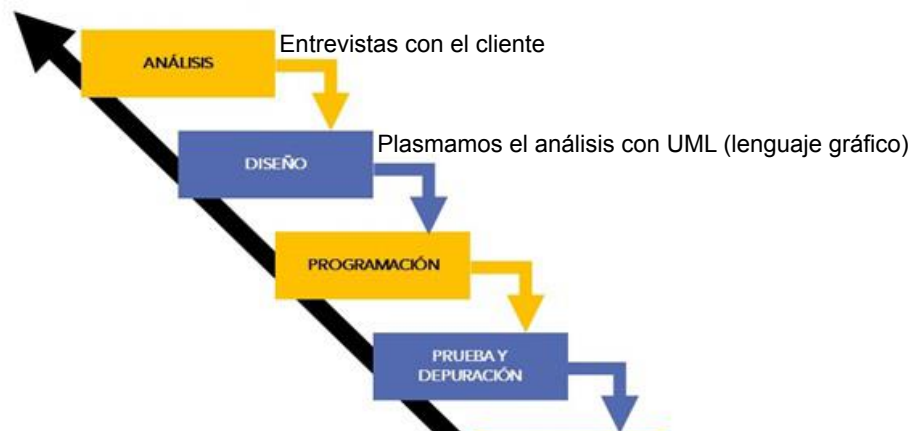 ANÁLISIS
Entrevistas con el cliente
DISEÑO
Plasmamos el análisis con UML (lenguaje gráfico)
PROGRAMACIÓN
PRUEBA Y
DEPURACIÓN